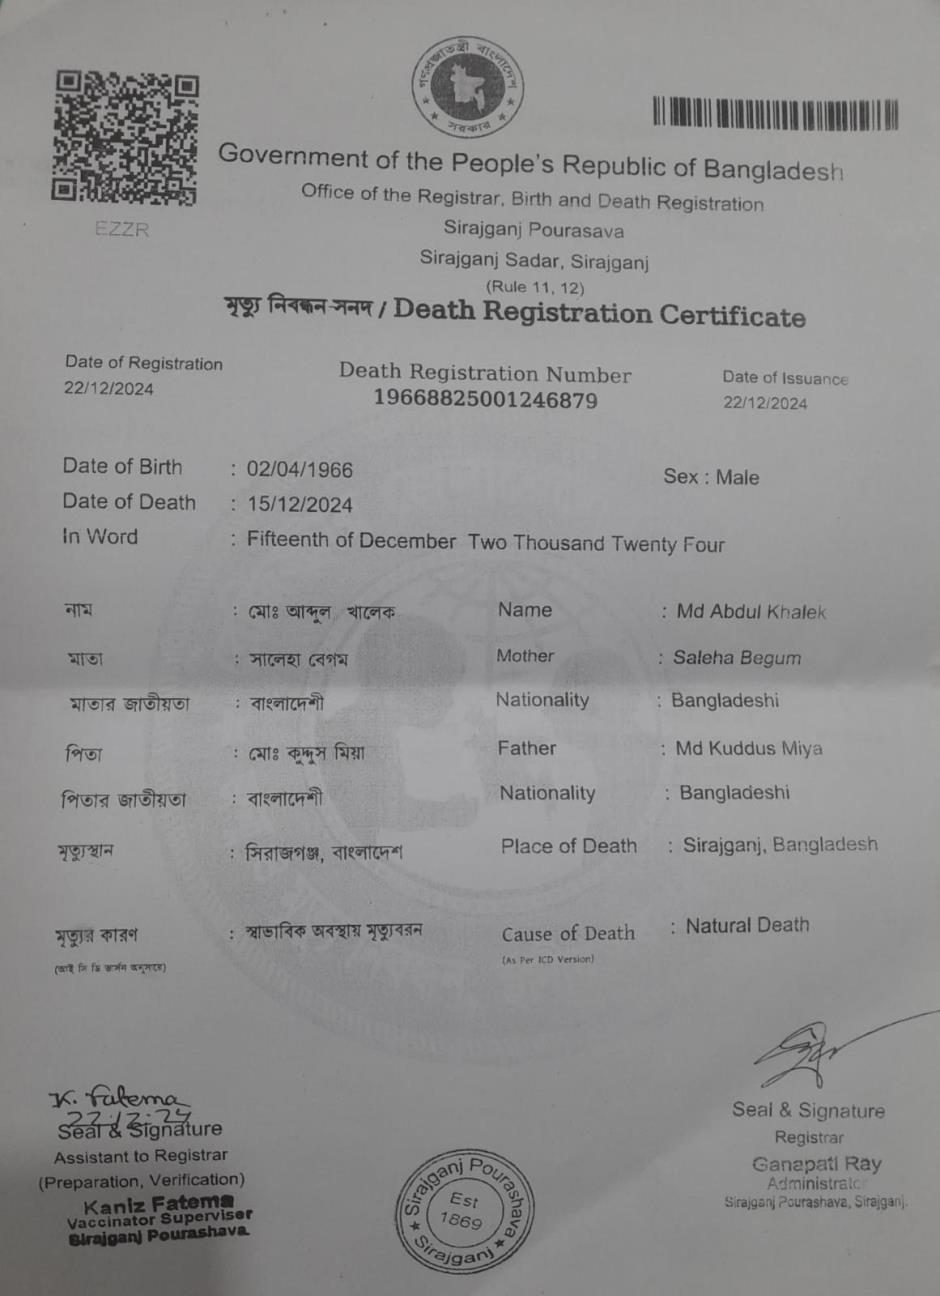 গণপ্রজাতন্ত্রী বাংলাদেশ
সরকার
EZZR
Government of the People's Republic of Bangladesh
Office of the Registrar, Birth and Death Registration
Sirajganj Pourasava
Sirajganj Sadar, Sirajganj
(Rule 11, 12)
মৃত্যু নিবন্ধন সনদ / Death Registration Certificate
Date of Registration Death Registration Number Date of Issuance
22/12/2024 19668825001246879 22/12/2024
Date of Birth : 02/04/1966 Sex : Male
Date of Death : 15/12/2024
In Word : Fifteenth of December Two Thousand Twenty Four
নাম : মোঃ আব্দুল খালেক Name : Md Abdul Khalek
মাতা : সালেহা বেগম Mother : Saleha Begum
মাতার জাতীয়তা : বাংলাদেশী Nationality : Bangladeshi
পিতা : মোঃ কুদ্দুস মিয়া Father : Md Kuddus Miya
পিতার জাতীয়তা : বাংলাদেশী Nationality : Bangladeshi
মৃত্যুস্থান : সিরাজগঞ্জ, বাংলাদেশ Place of Death : Sirajganj, Bangladesh
মৃত্যুর কারণ : স্বাভাবিক অবস্থায় মৃত্যুবরন Cause of Death : Natural Death
(আই সি ডি ভার্সন অনুসারে) (As Per ICD Version)
K. Fatema
22.12.24
Seal & Signature
Assistant to Registrar
(Preparation, Verification)
Kaniz Fatema
Vaccinator Superviser
Sirajganj Pourashava
Sirajganj Pourashava
Est
1869
Sirajganj
Seal & Signature
Registrar
Ganapati Ray
Administrator
Sirajganj Pourashava, Sirajganj.